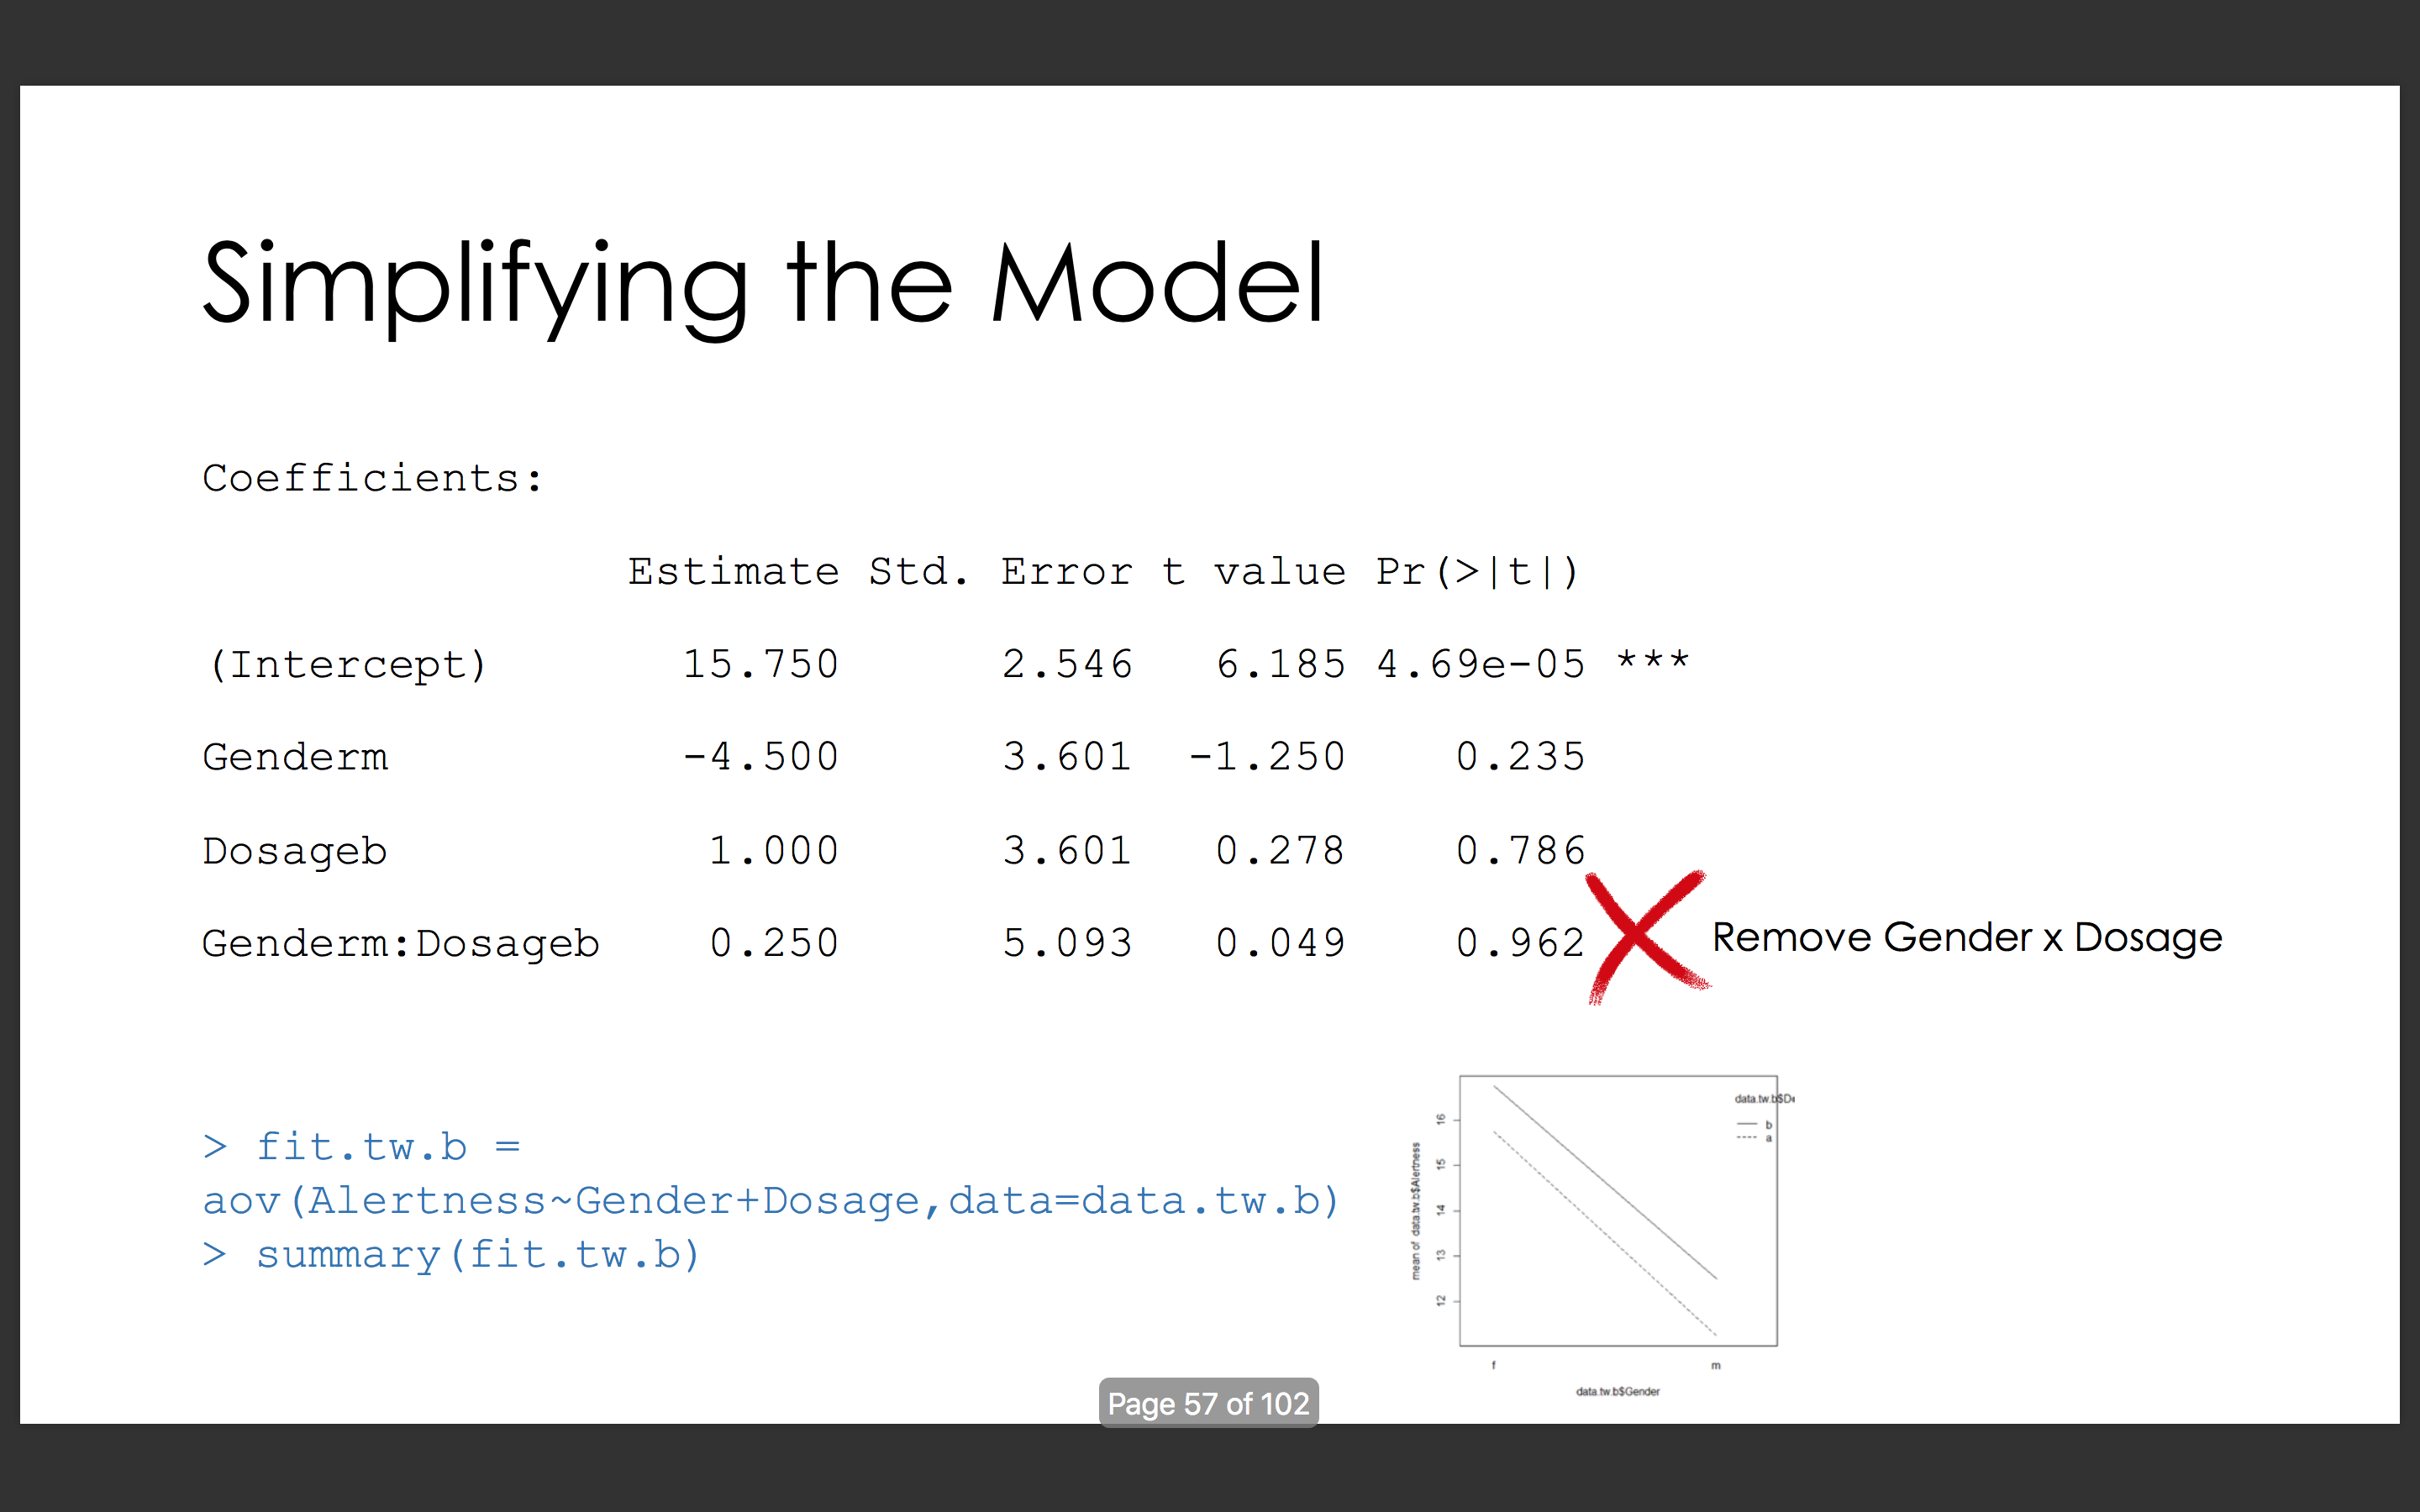 Simplifying the Model
Coefficients:
Estimate Std. Error t value Pr(>|t|)
(Intercept) 15.750 2.546 6.185 4.69e-05 ***
Genderm -4.500 3.601 -1.250 0.235
Dosageb 1.000 3.601 0.278 0.786
Genderm:Dosageb 0.250 5.093 0.049 0.962
Remove Gender x Dosage
> fit.tw.b =
aov(Alertness~Gender+Dosage,data=data.tw.b)
> summary(fit.tw.b)
mean of data.tw.b$Alertness
16
15
14
13
12
data.tw.b$D
b
a
f
m
data.tw.b$Gender
Page 57 of 102